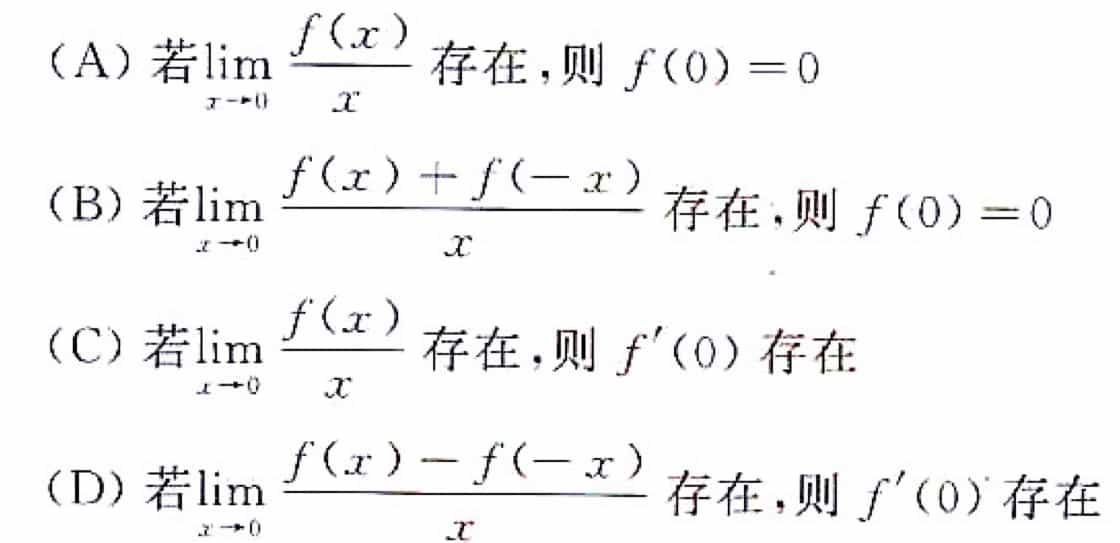 (A) 若 $\lim\limits_{x \to 0} \frac{f(x)}{x}$ 存在,则 $f(0)=0$
(B) 若 $\lim\limits_{x \to 0} \frac{f(x)+f(-x)}{x}$ 存在,则 $f(0)=0$
(C) 若 $\lim\limits_{x \to 0} \frac{f(x)}{x}$ 存在,则 $f'(0)$ 存在
(D) 若 $\lim\limits_{x \to 0} \frac{f(x)-f(-x)}{x}$ 存在,则 $f'(0)$ 存在